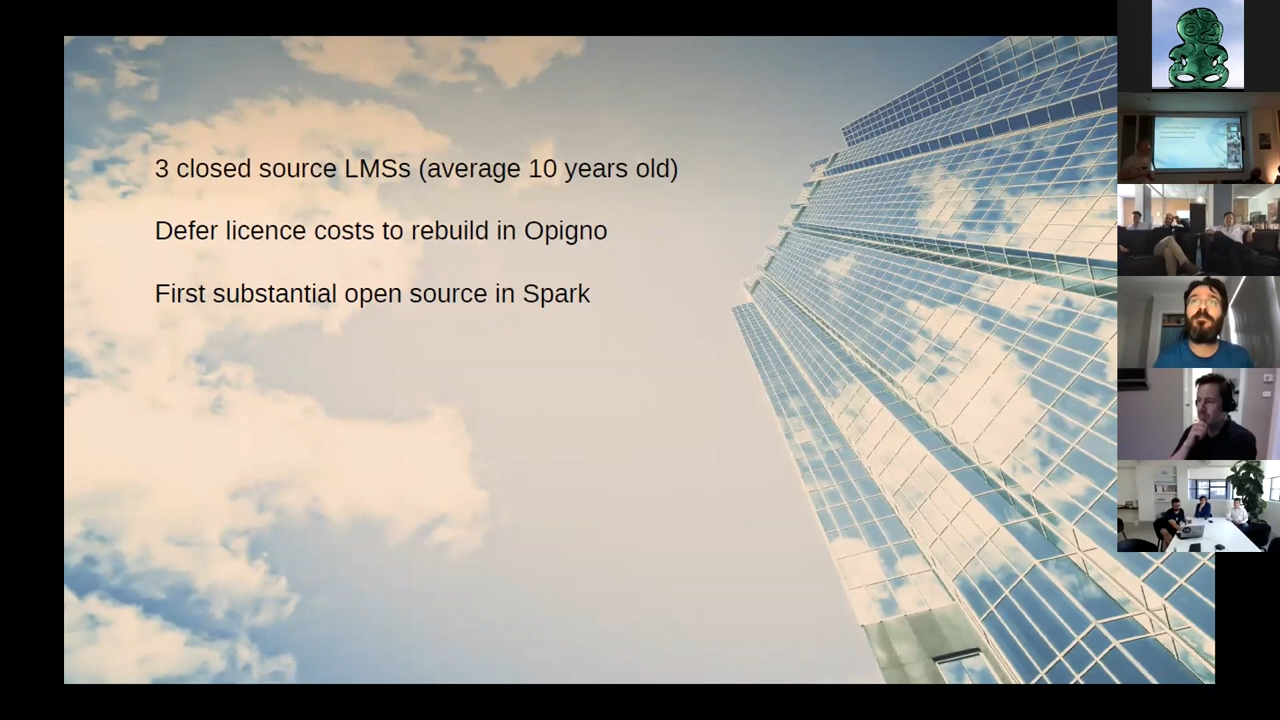 3 closed source LMSs (average 10 years old)
Defer licence costs to rebuild in Opigno
First substantial open source in Spark